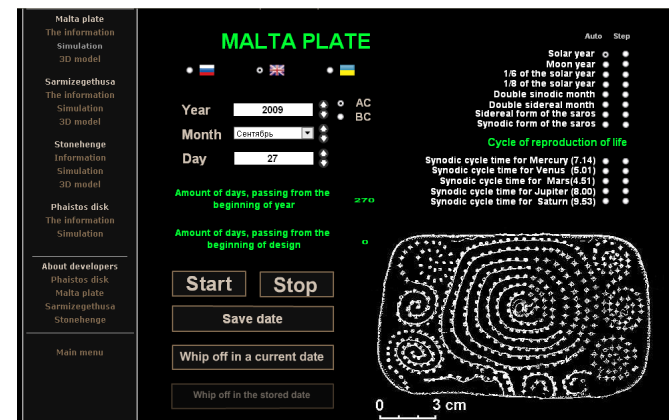 Malta plate
The information
Simulation
3D model
Sarmizegethusa
The information
Simulation
3D model
Stonehenge
Information
Simulation
3D model
Phaistos disk
The information
Simulation
About developers
Phaistos disk
Malta plate
Sarmizegethusa
Stonehenge
Main menu
MALTA PLATE
Year 2009 AC
BC
Month Сентябрь
Day 27
Amount of days, passing from the
beginning of year 270
Amount of days, passing from the
beginning of design 0
Start Stop
Save date
Whip off in a current date
Whip off in the stored date
Auto Step
Solar year
Moon year
1/6 of the solar year
1/8 of the solar year
Double sinodic month
Double sidereal month
Sidereal form of the saros
Synodic form of the saros
Cycle of reproduction of life
Synodic cycle time for Mercury (7.14)
Synodic cycle time for Venus (5.01)
Synodic cycle time for Mars(4.51)
Synodic cycle time for Jupiter (8.00)
Synodic cycle time for Saturn (9.53)
0 3 cm